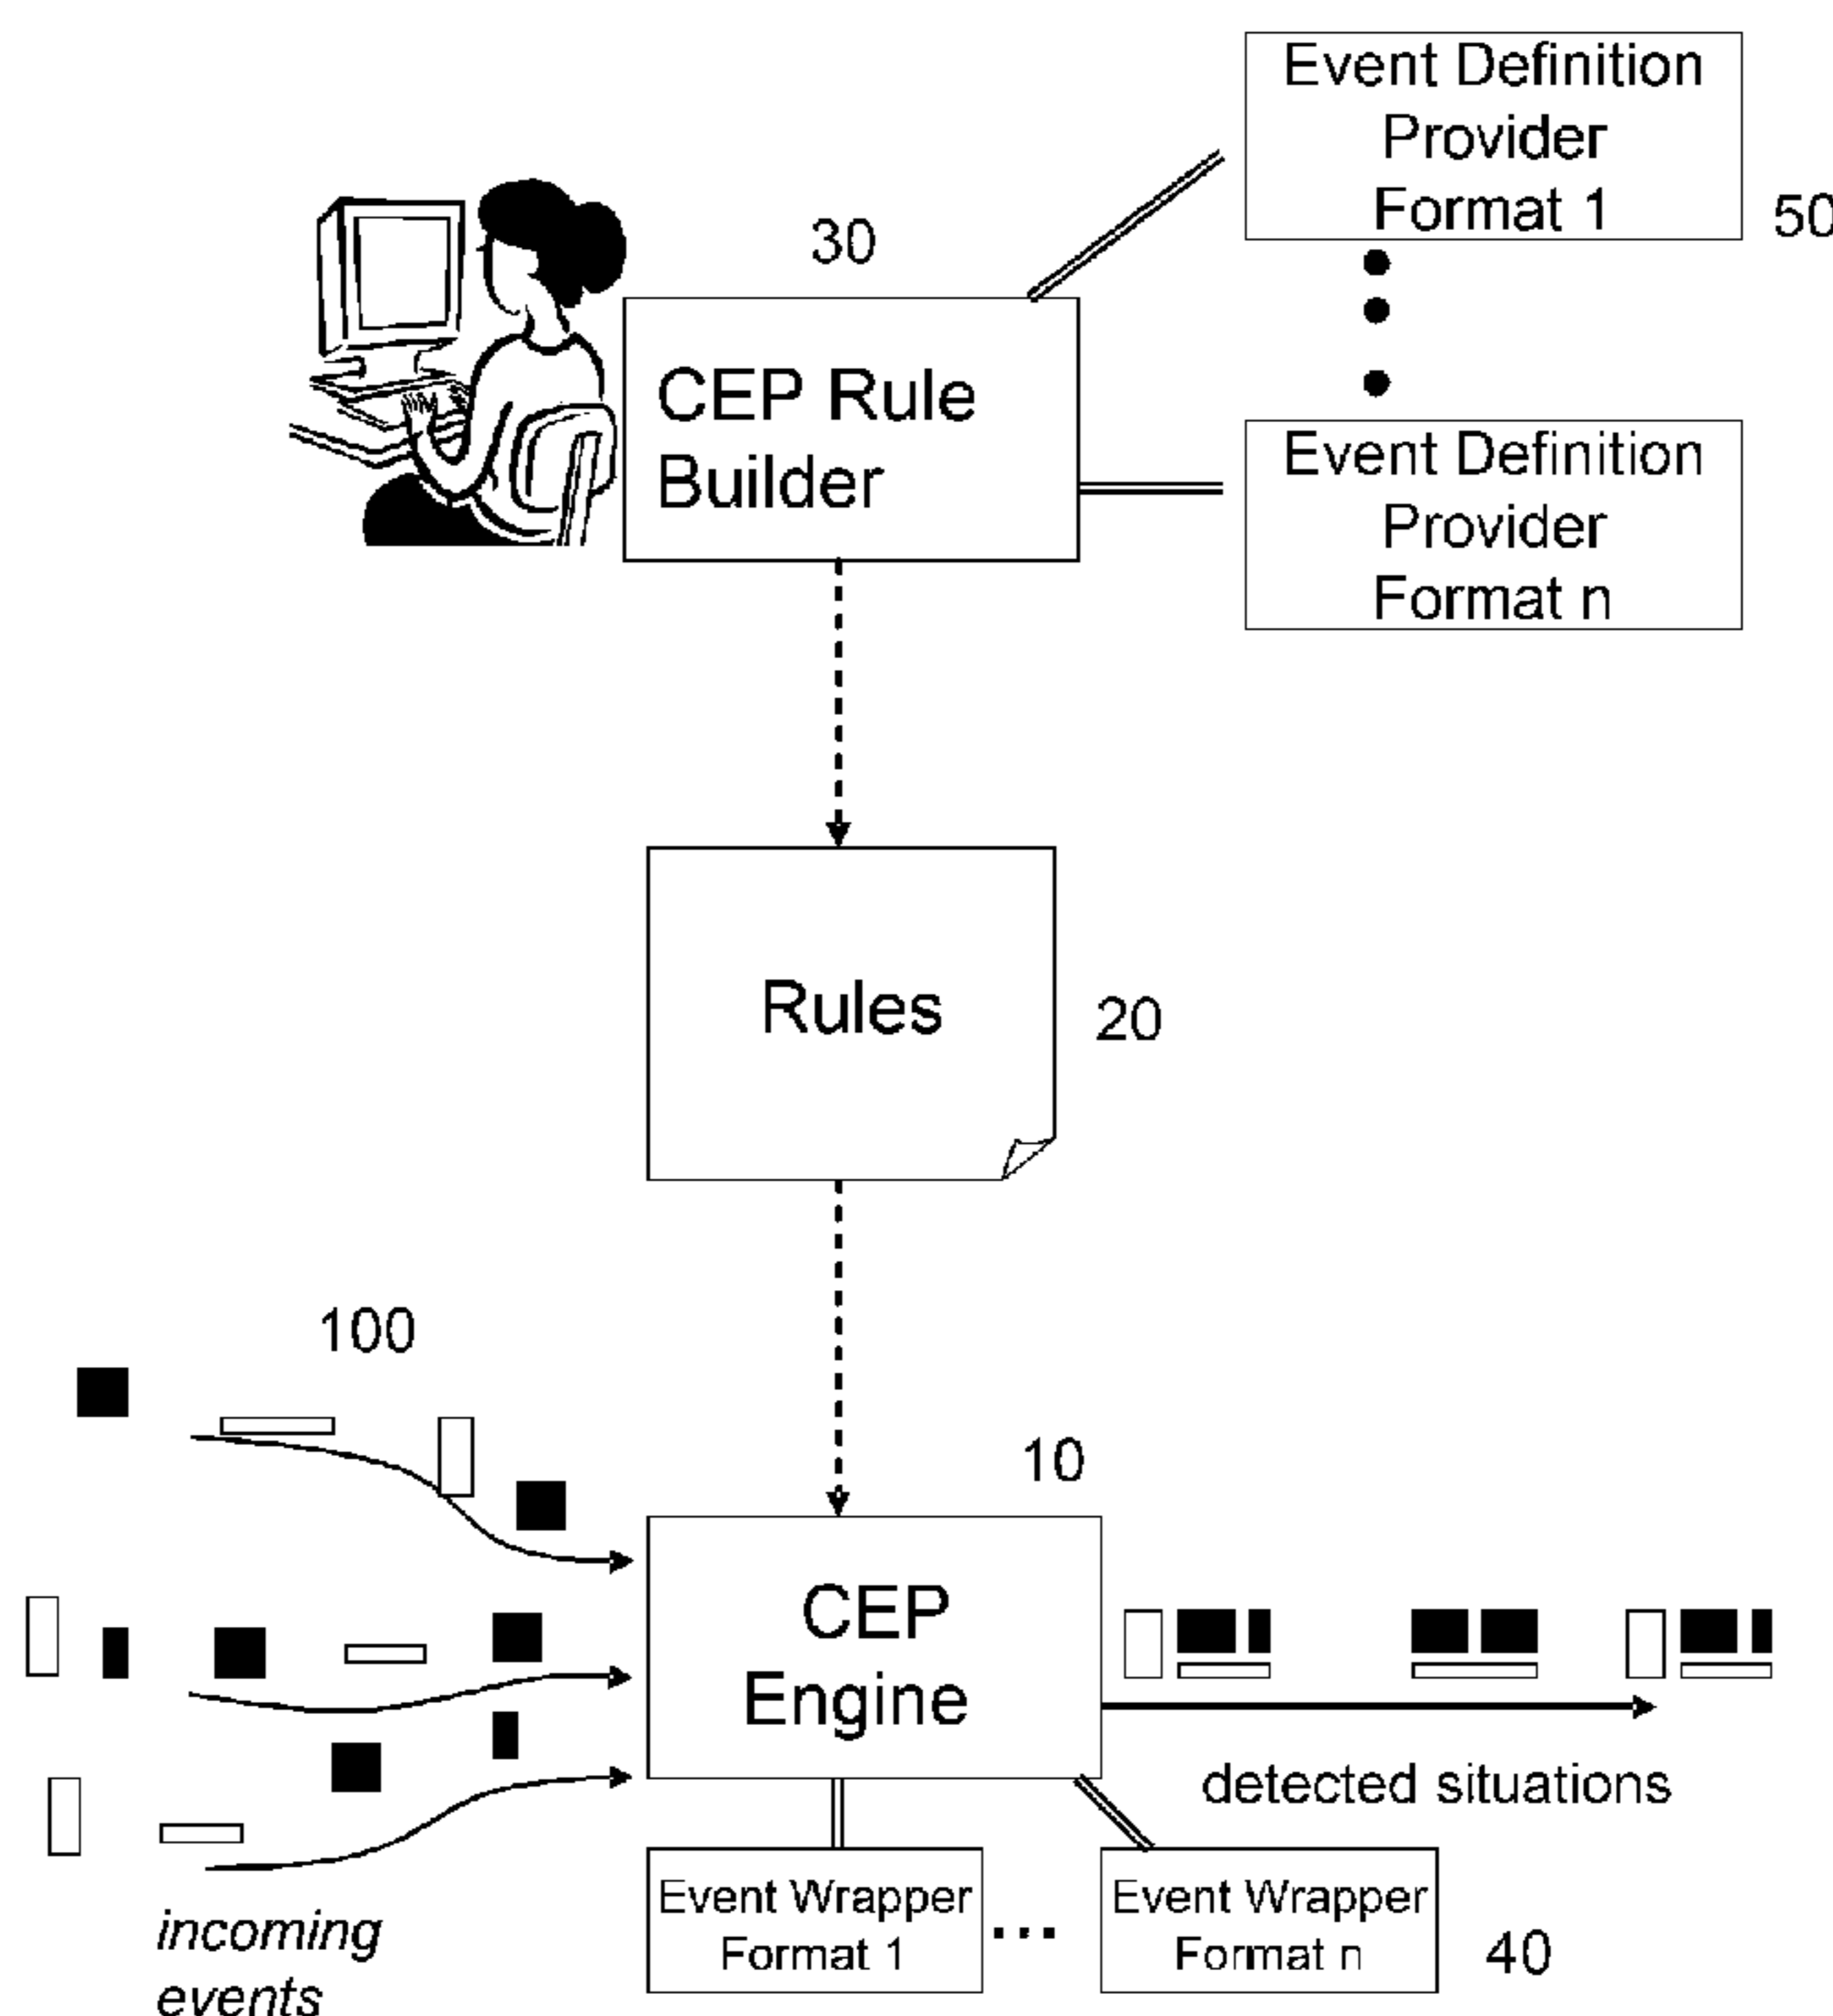 Event Definition
Provider
Format 1
50
30
CEP Rule
Builder
Event Definition
Provider
Format n
Rules
20
100
10
CEP
Engine
detected situations
Event Wrapper
Format 1
...
Event Wrapper
Format n
40
incoming
events